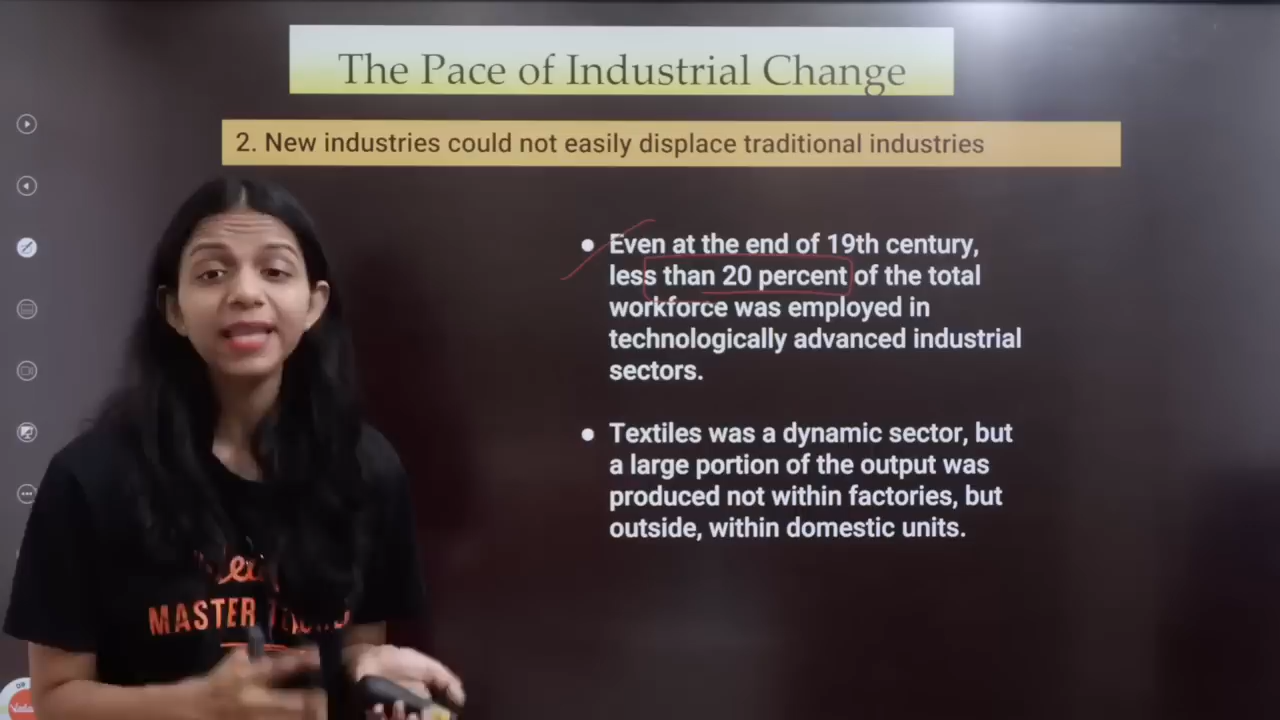 The Pace of Industrial Change
2. New industries could not easily displace traditional industries
● Even at the end of 19th century,
less than 20 percent of the total
workforce was employed in
technologically advanced industrial
sectors.
● Textiles was a dynamic sector, but
a large portion of the output was
produced not within factories, but
outside, within domestic units.
MASTER